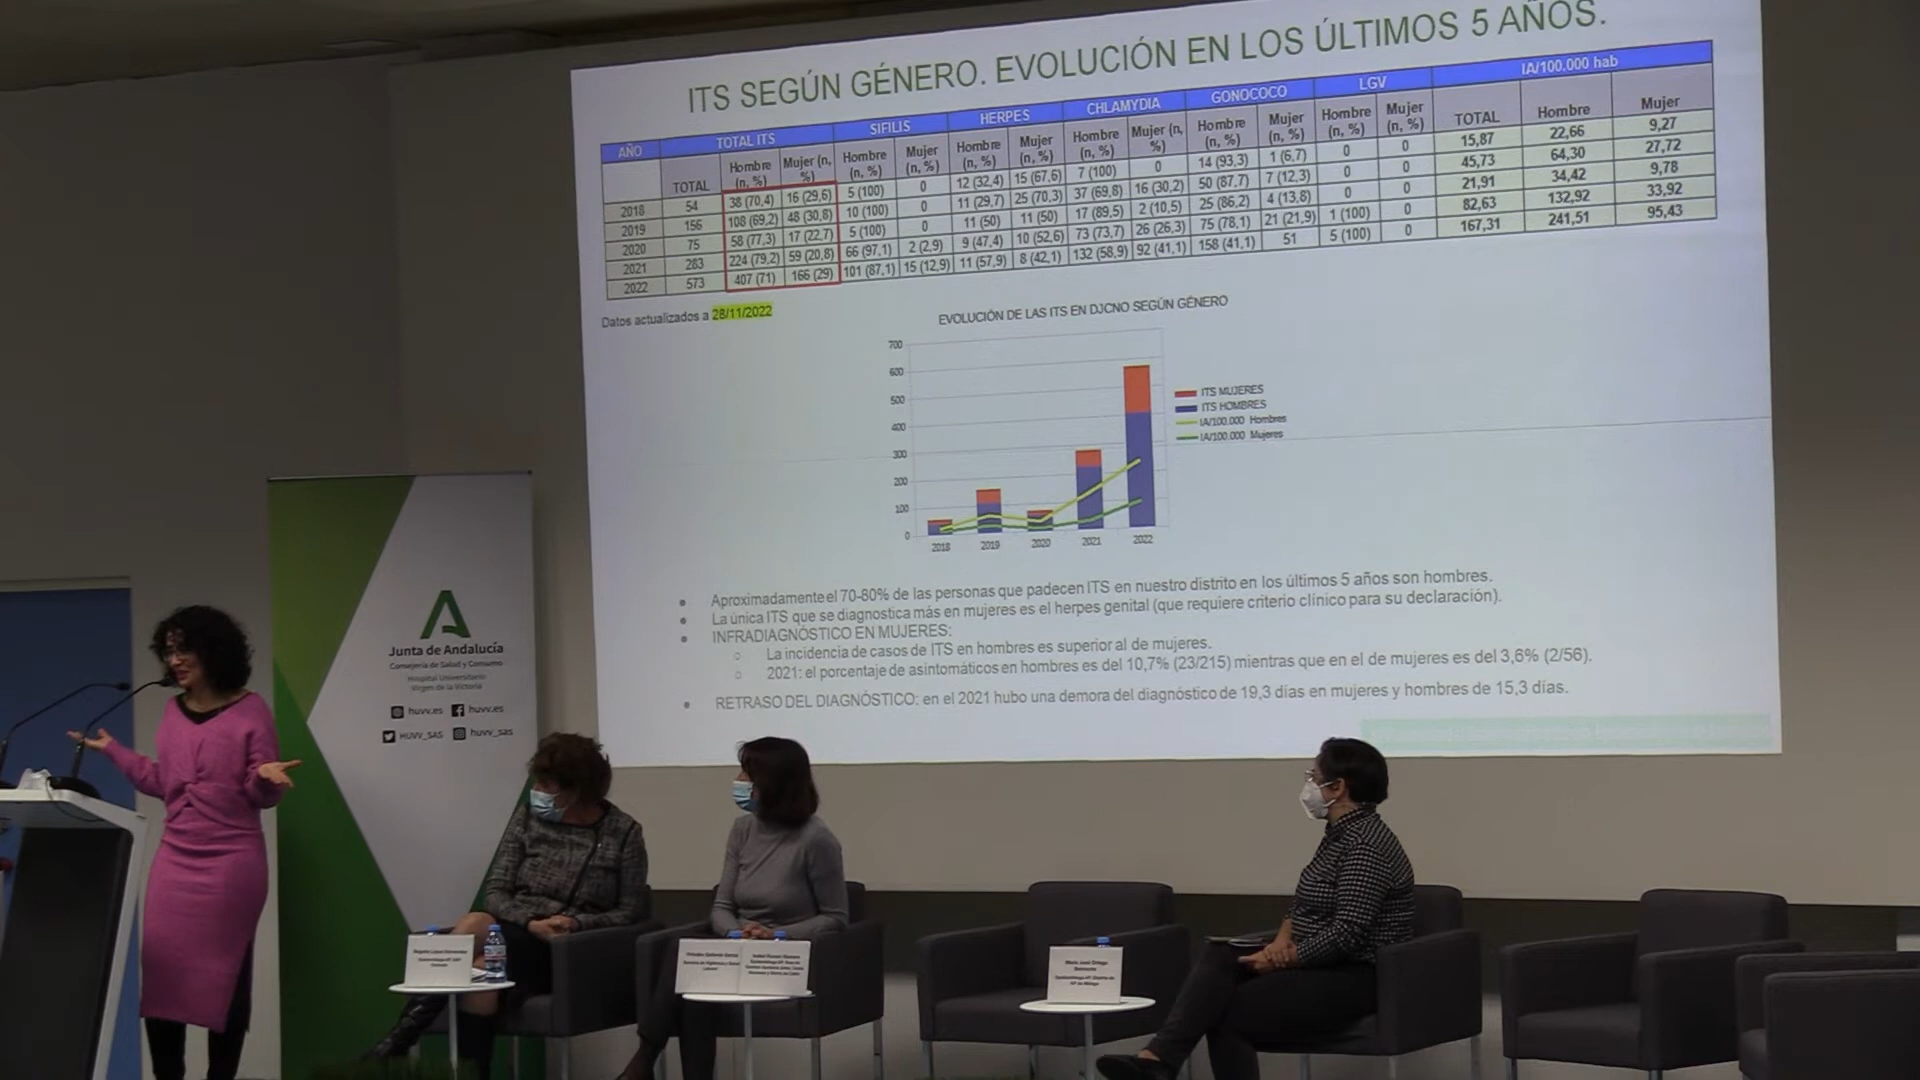 ITS SEGÚN GÉNERO. EVOLUCIÓN EN LOS ÚLTIMOS 5 AÑOS.
AÑO TOTAL ITS SIFILIS HERPES CHLAMYDIA GONOCOCO LGV IA/100.000 hab
TOTAL Hombre (n, %) Mujer (n, %) Hombre (n, %) Mujer (n, %) Hombre (n, %) Mujer (n, %) Hombre (n, %) Mujer (n, %) Hombre (n, %) Mujer (n, %) Hombre (n, %) Mujer (n, %) TOTAL Hombre Mujer
2018 54 38 (70,4) 16 (29,6) 5 (100) 0 12 (32,4) 15 (67,6) 7 (100) 0 14 (93,3) 1 (6,7) 0 0 15,87 22,66 9,27
2019 156 108 (69,2) 48 (30,8) 10 (100) 0 11 (29,7) 25 (70,3) 37 (69,8) 16 (30,2) 50 (87,7) 7 (12,3) 0 0 45,73 64,30 27,72
2020 75 58 (77,3) 17 (22,7) 5 (100) 0 11 (50) 11 (50) 17 (89,5) 2 (10,5) 25 (86,2) 4 (13,8) 0 0 21,91 34,42 9,78
2021 283 224 (79,2) 59 (20,8) 66 (97,1) 2 (2,9) 9 (47,4) 10 (52,6) 73 (73,7) 26 (26,3) 75 (78,1) 21 (21,9) 1 (100) 0 82,63 132,92 33,92
2022 573 407 (71) 166 (29) 101 (87,1) 15 (12,9) 11 (57,9) 8 (42,1) 132 (58,9) 92 (41,1) 158 (41,1) 51 5 (100) 0 167,31 241,51 95,43
Datos actualizados a 28/11/2022
EVOLUCIÓN DE LAS ITS EN DJCNO SEGÚN GÉNERO
700
600
500
400
300
200
100
0
2018 2019 2020 2021 2022
ITS MUJERES
ITS HOMBRES
IA/100.000 Hombres
IA/100.000 Mujeres
• Aproximadamente el 70-80% de las personas que padecen ITS en nuestro distrito en los últimos 5 años son hombres.
• La única ITS que se diagnostica más en mujeres es el herpes genital (que requiere criterio clínico para su declaración).
• INFRADIAGNÓSTICO EN MUJERES:
○ La incidencia de casos de ITS en hombres es superior al de mujeres.
○ 2021: el porcentaje de asintomáticos en hombres es del 10,7% (23/215) mientras que en el de mujeres es del 3,6% (2/56).
• RETRASO DEL DIAGNÓSTICO: en el 2021 hubo una demora del diagnóstico de 19,3 días en mujeres y hombres de 15,3 días.
Junta de Andalucía
Consejería de Salud y Consumo
Hospital Universitario
Virgen de la Victoria
huvv.es huvv.es
HUVV_SAS huvv_sas